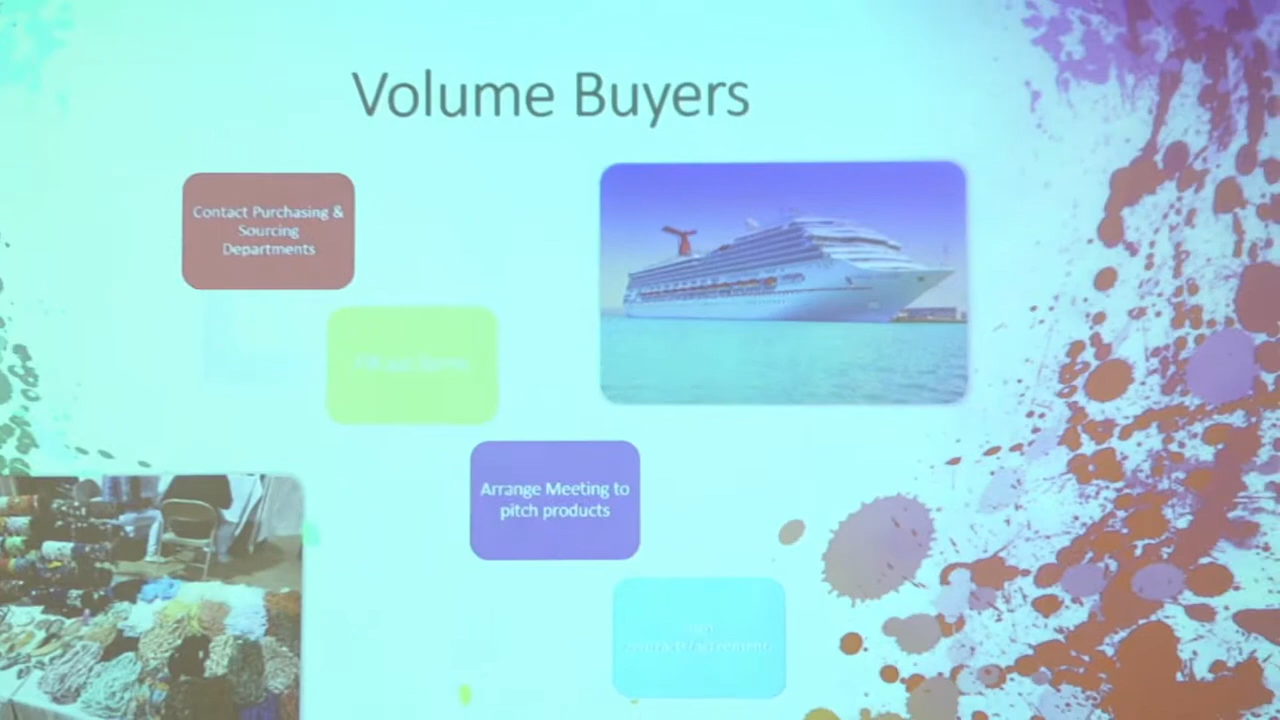 Volume Buyers
Contact Purchasing &
Sourcing
Departments
Arrange Meeting to
pitch products